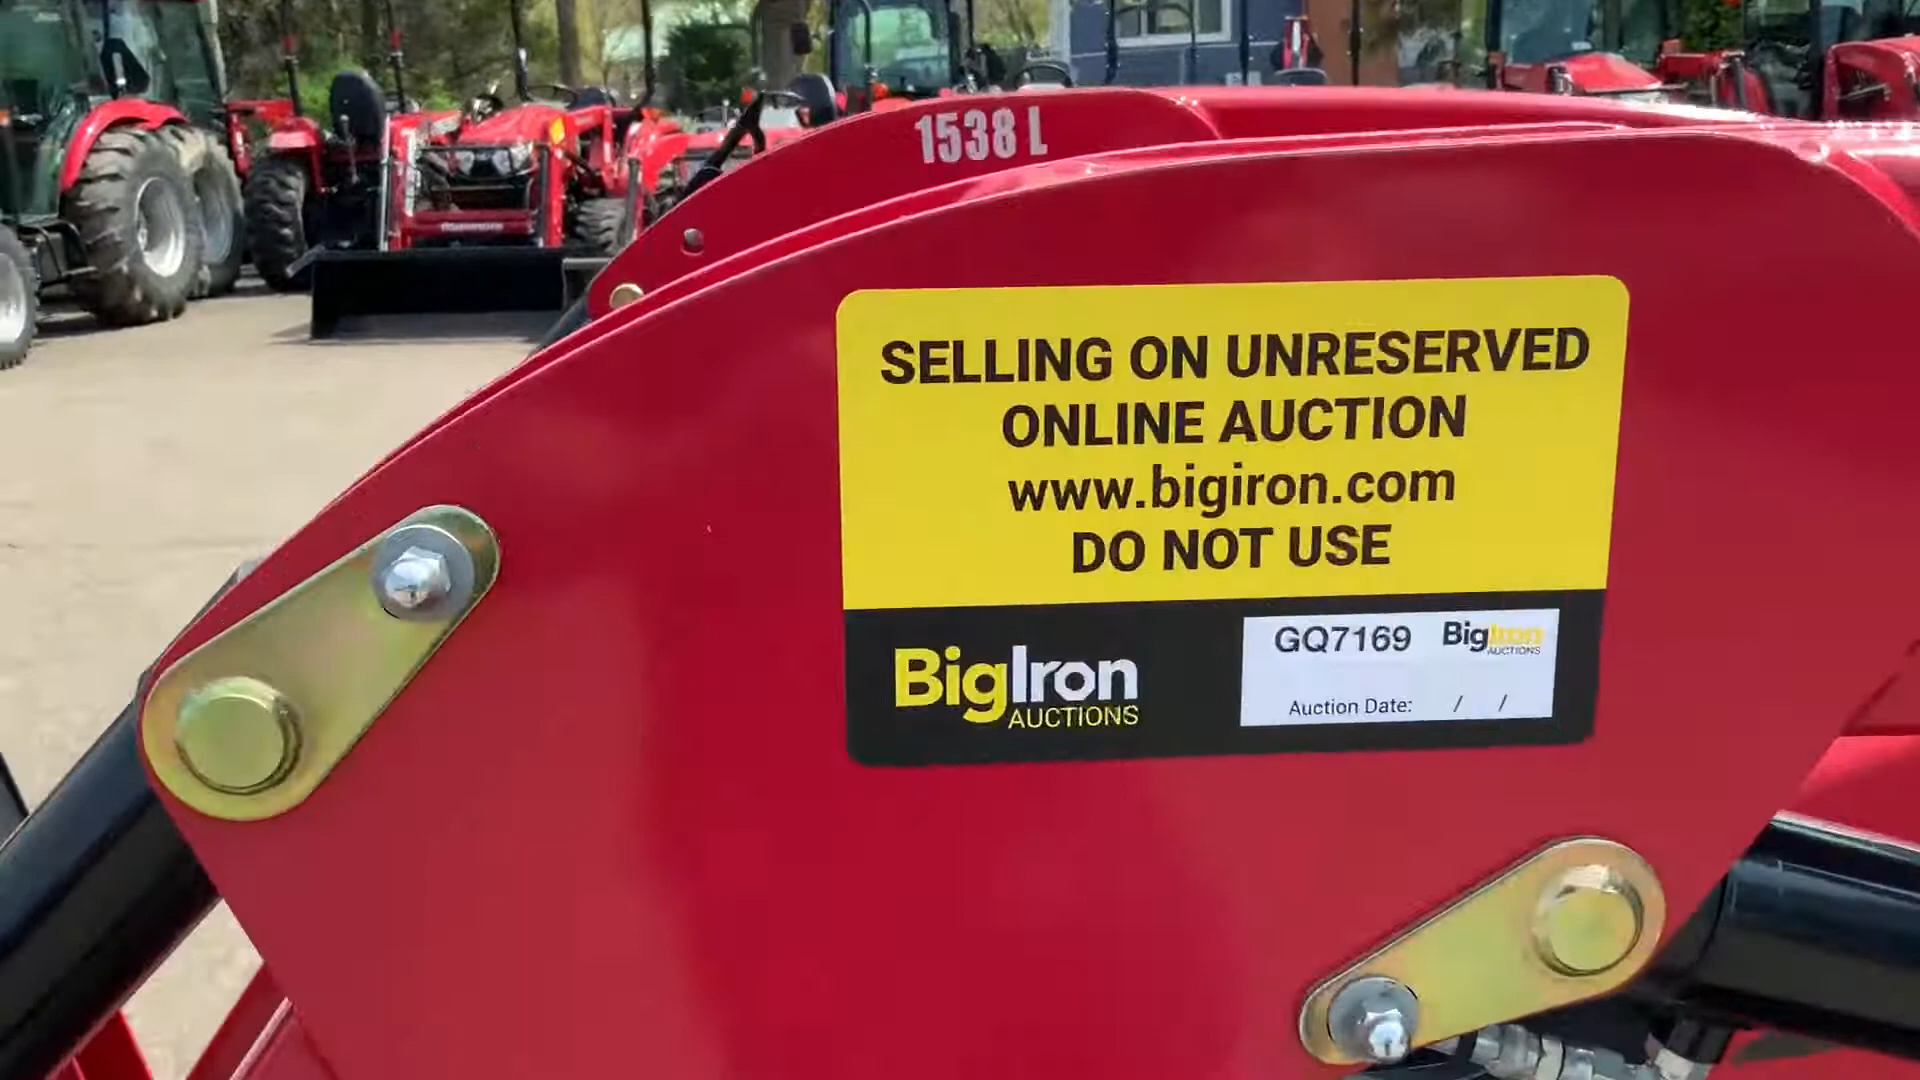 1538 L
SELLING ON UNRESERVED
ONLINE AUCTION
www.bigiron.com
DO NOT USE
BigIron
AUCTIONS
GQ7169
BigIron
AUCTIONS
Auction Date: / /